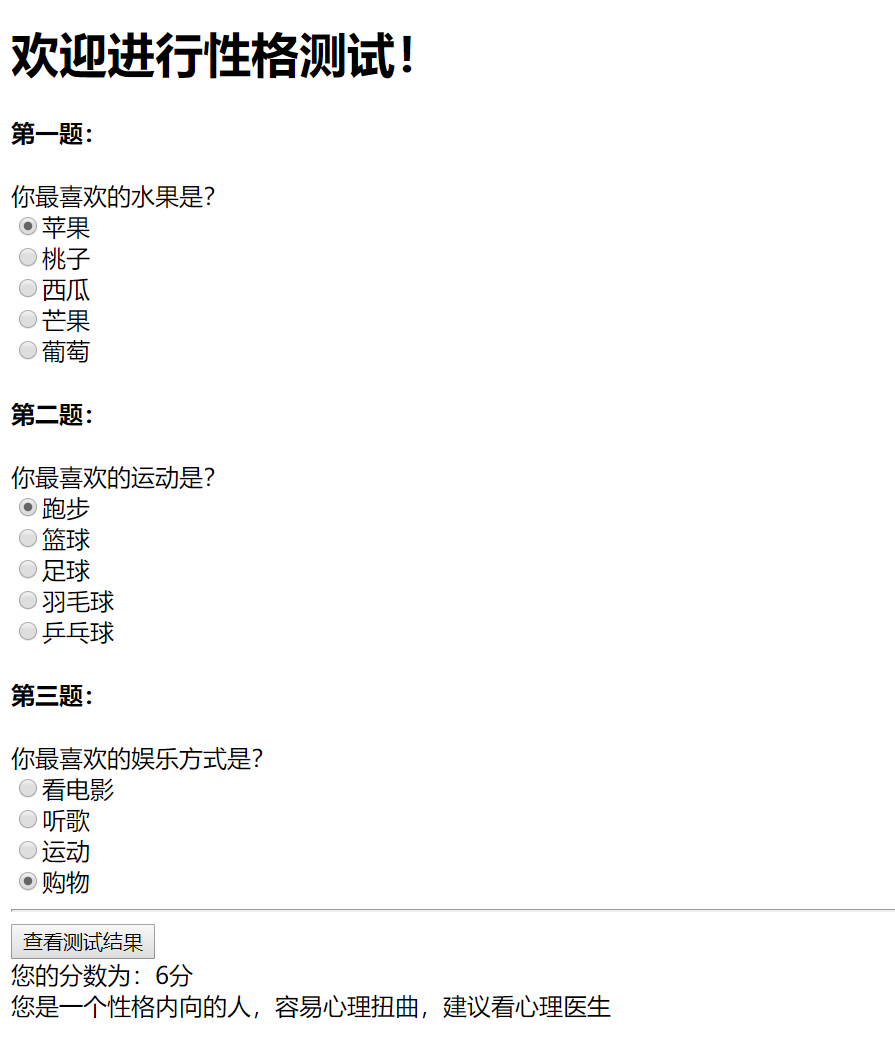 欢迎进行性格测试！
第一题：
你最喜欢的水果是？
苹果
桃子
西瓜
芒果
葡萄
第二题：
你最喜欢的运动是？
跑步
篮球
足球
羽毛球
乒乓球
第三题：
你最喜欢的娱乐方式是？
看电影
听歌
运动
购物
查看测试结果
您的分数为：6分
您是一个性格内向的人，容易心理扭曲，建议看心理医生